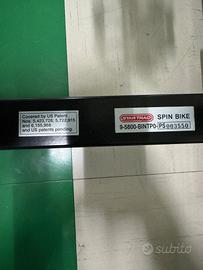 Covered by US Patent
Nos. 5,423,728; 5,722,916
and 6,155,958
and US patents pending.
STAR TRAC SPIN BIKE
9-5800-BINTP0-PS003550
subito